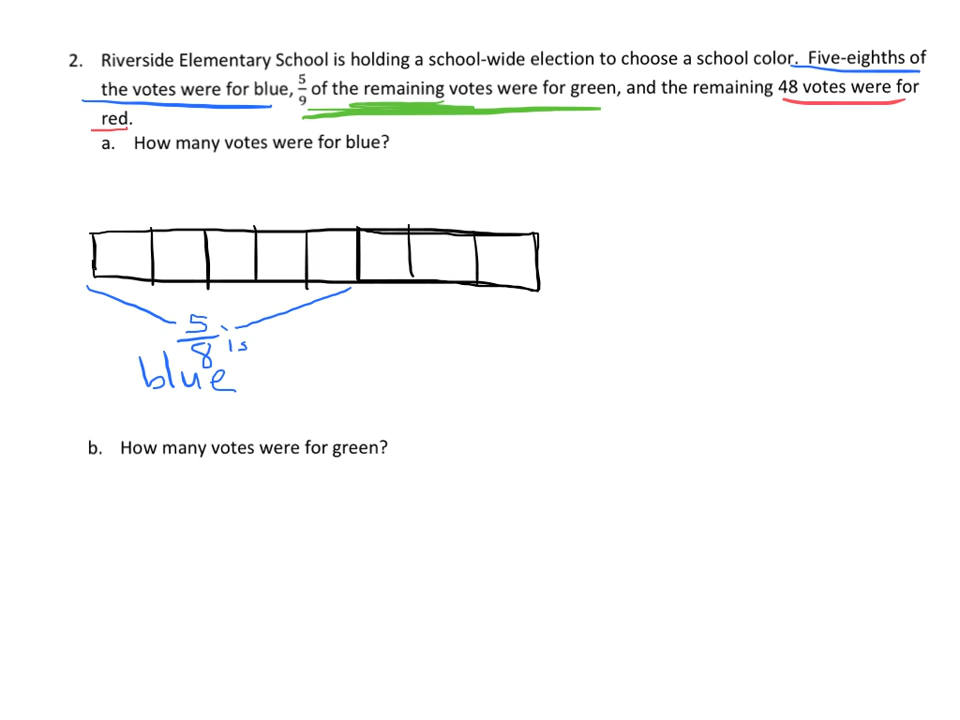 2. Riverside Elementary School is holding a school-wide election to choose a school color. Five-eighths of
the votes were for blue, 5/9 of the remaining votes were for green, and the remaining 48 votes were for
red.
a. How many votes were for blue?
5/8 is
blue
b. How many votes were for green?